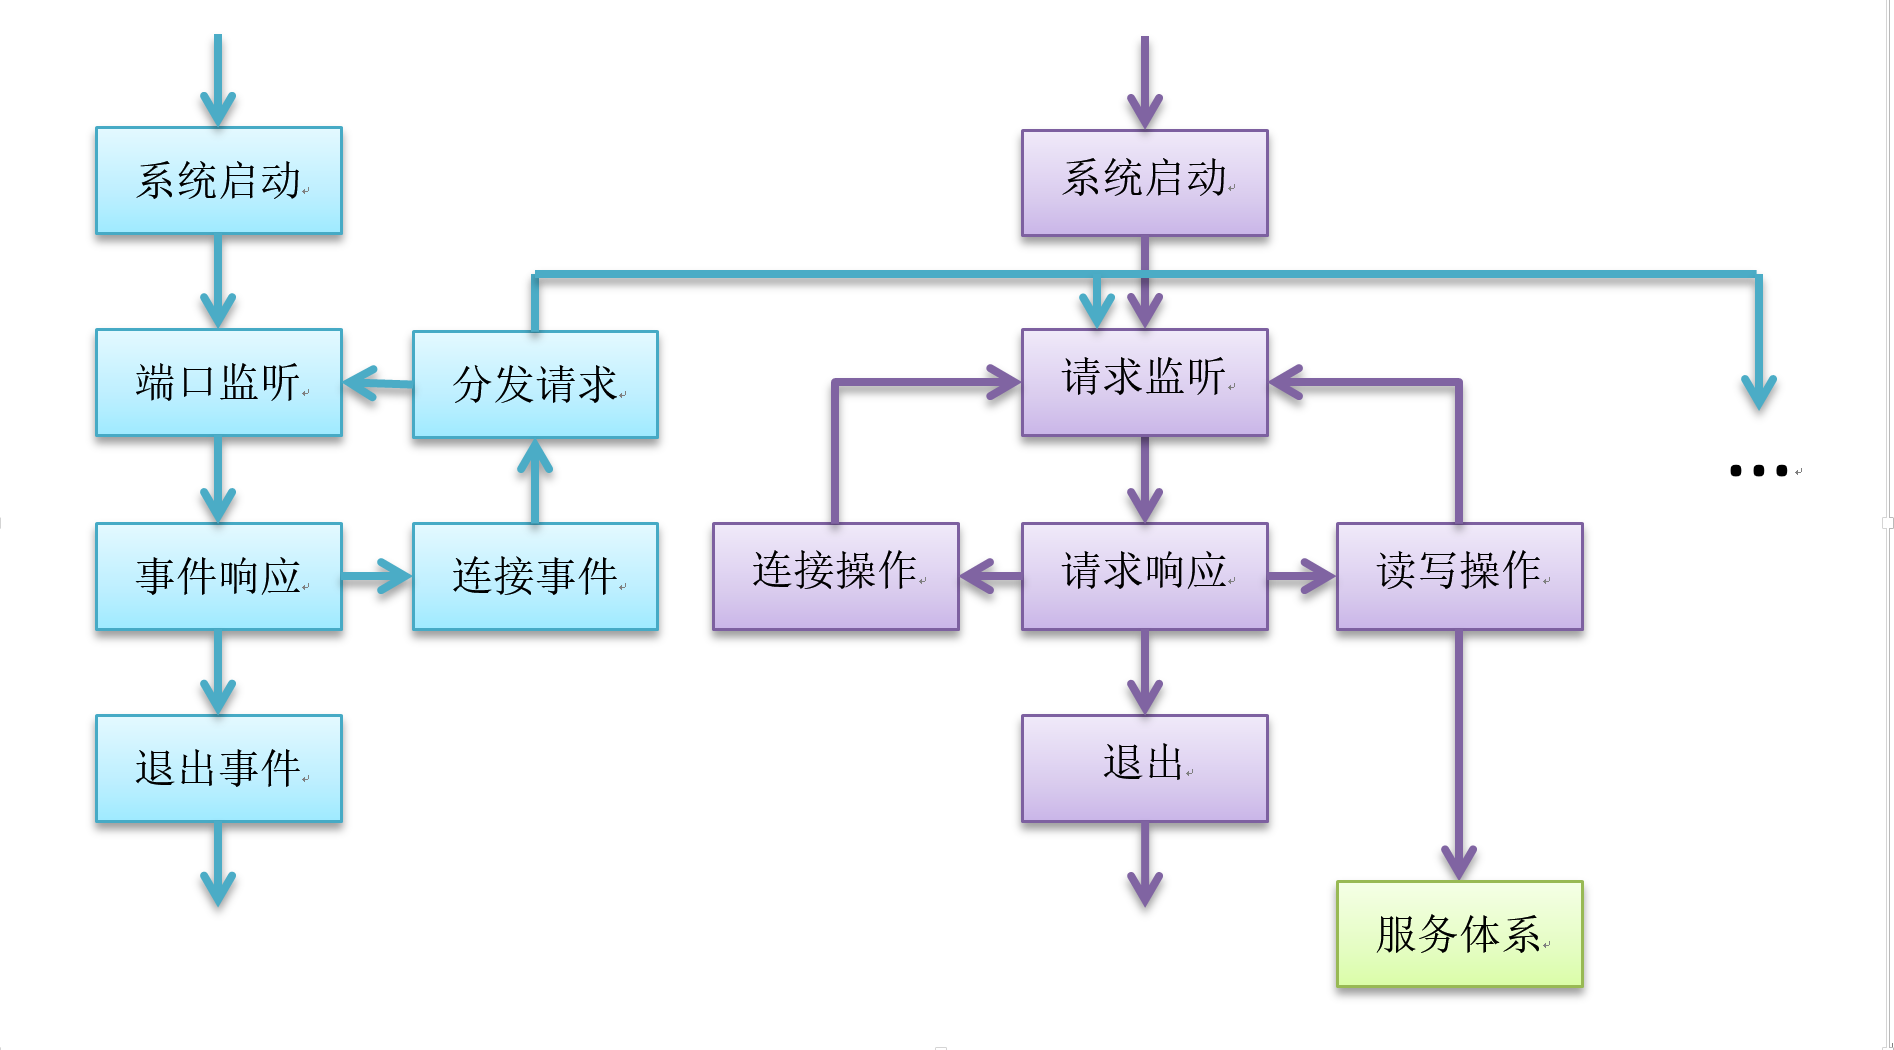 系统启动
系统启动
端口监听
分发请求
请求监听
...
事件响应
连接事件
连接操作
请求响应
读写操作
退出事件
退出
服务体系